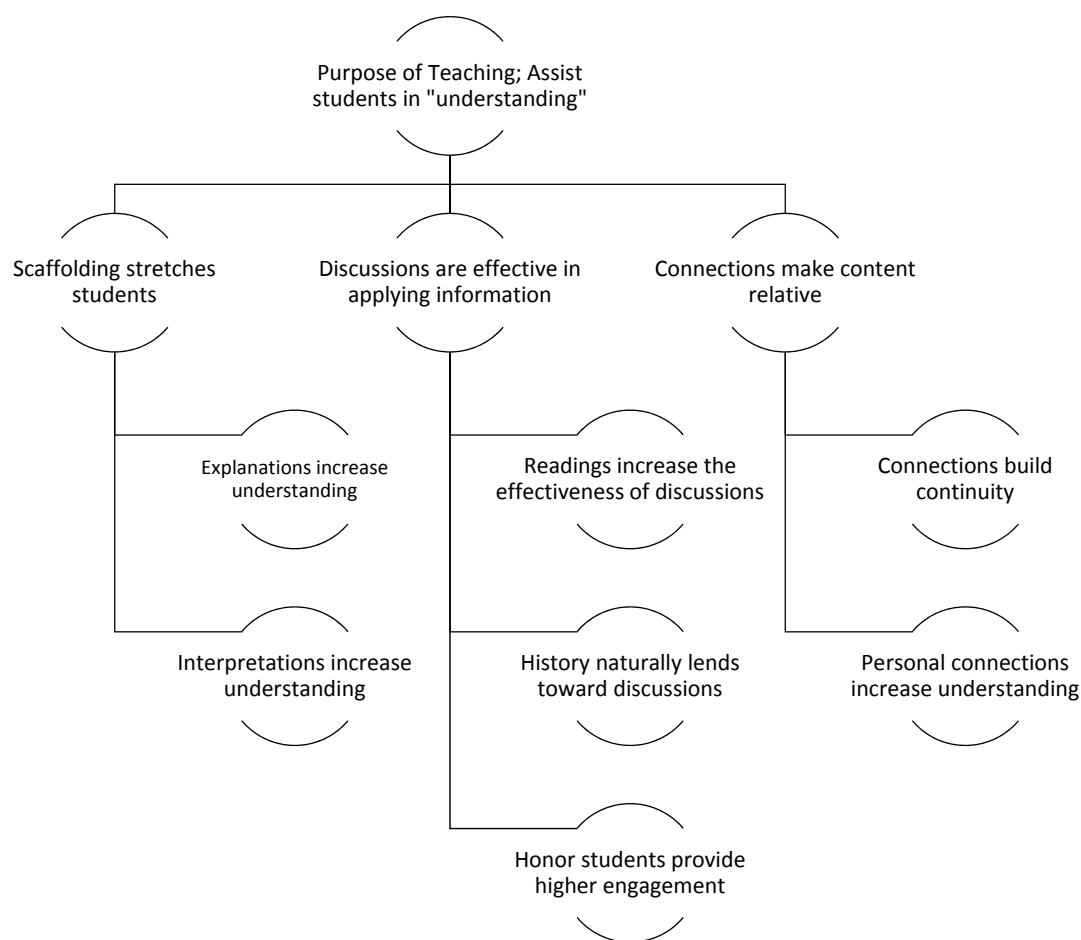 Purpose of Teaching; Assist
students in "understanding"
Scaffolding stretches
students
Discussions are effective in
applying information
Connections make content
relative
Explanations increase
understanding
Readings increase the
effectiveness of discussions
Connections build
continuity
Interpretations increase
understanding
History naturally lends
toward discussions
Personal connections
increase understanding
Honor students provide
higher engagement